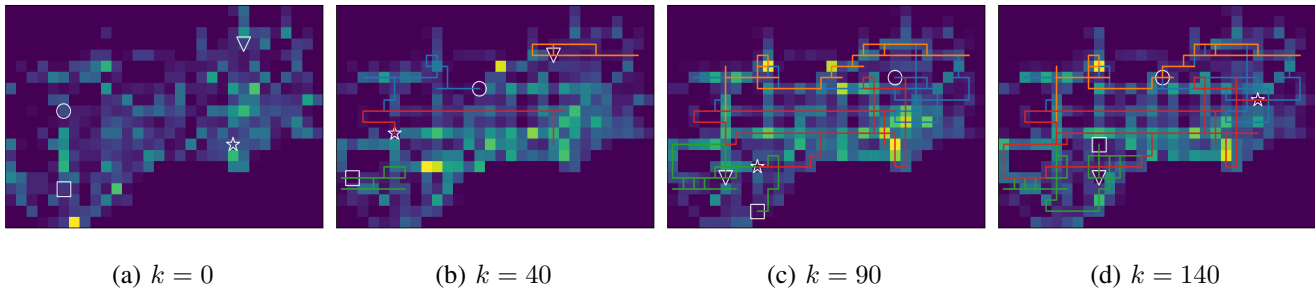 (a) k = 0
(b) k = 40
(c) k = 90
(d) k = 140